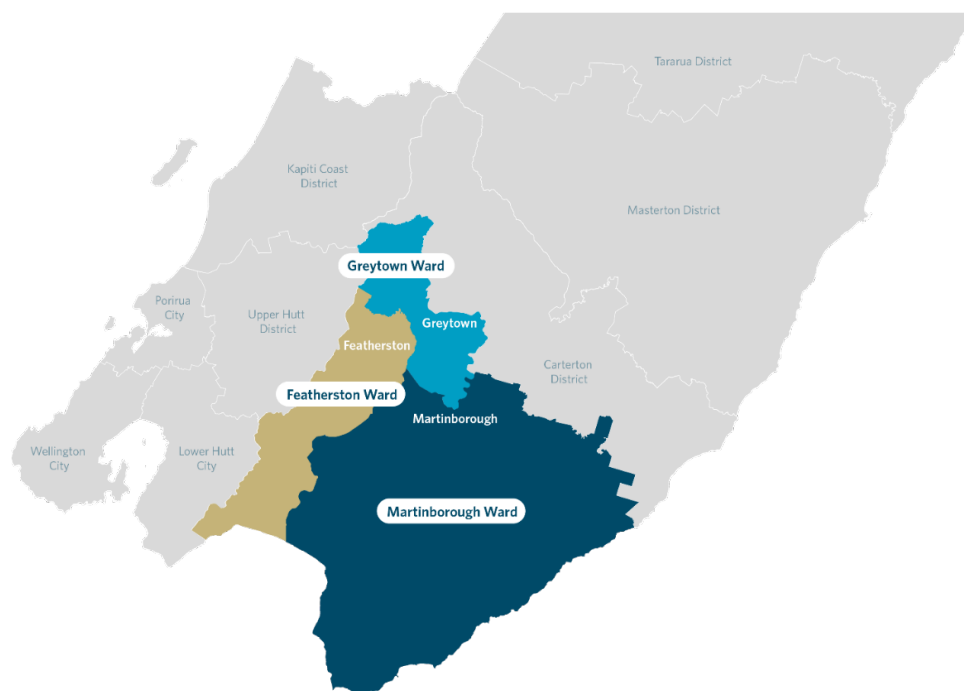 Tararua District
Kapiti Coast
District
Masterton District
Greytown Ward
Porirua
City
Upper Hutt
District
Greytown
Featherston
Carterton
District
Featherston Ward
Martinborough
Wellington
City
Lower Hutt
City
Martinborough Ward